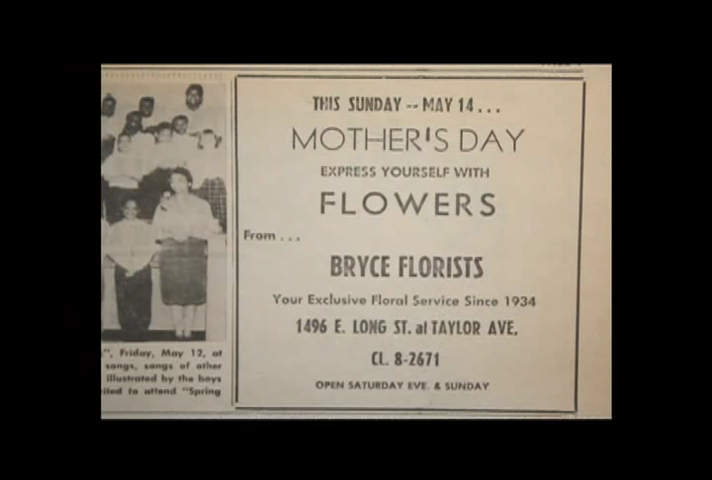 THIS SUNDAY -- MAY 14 . . .
MOTHER'S DAY
EXPRESS YOURSELF WITH
FLOWERS
From . . .
BRYCE FLORISTS
Your Exclusive Floral Service Since 1934
1496 E. LONG ST. at TAYLOR AVE.
CL. 8-2671
OPEN SATURDAY EVE. & SUNDAY
", Friday, May 12, at
songs, songs of other
illustrated by the boys
to attend "Spring